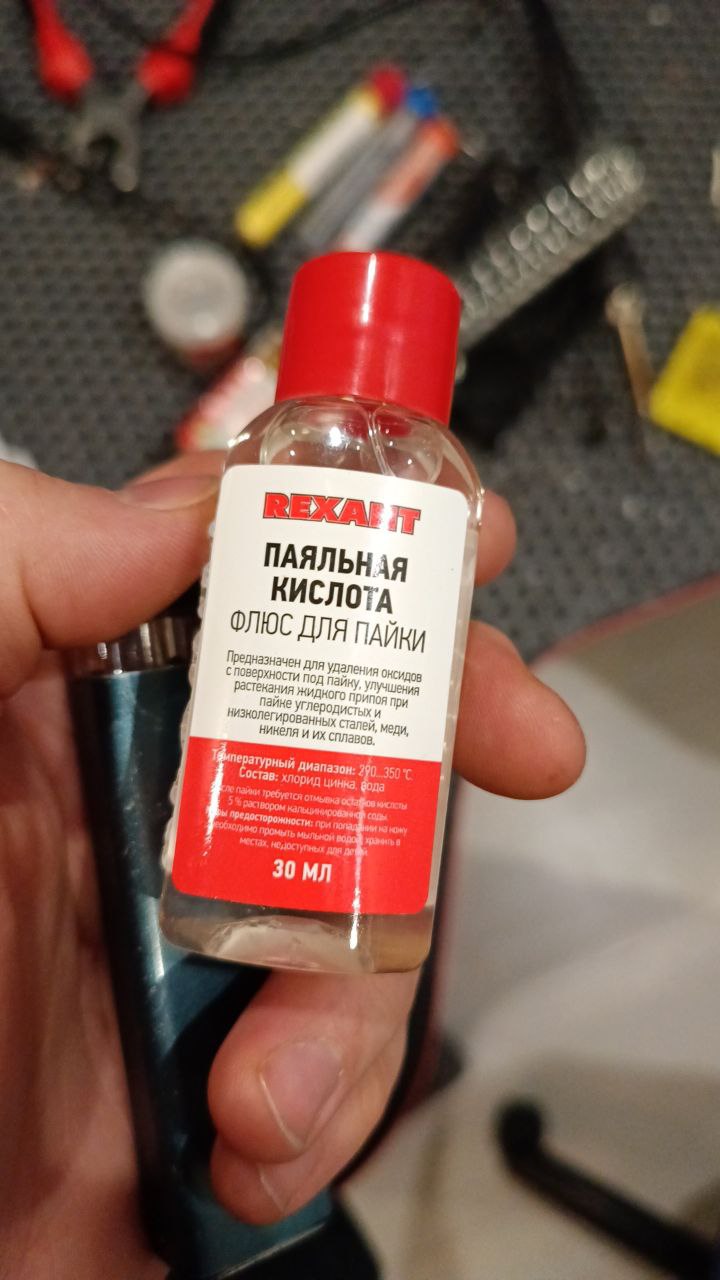 REXANT
ПАЯЛЬНАЯ
КИСЛОТА
ФЛЮС ДЛЯ ПАЙКИ
Предназначен для удаления оксидов
с поверхности под пайку, улучшения
растекания жидкого припоя при
пайке углеродистых и
низколегированных сталей, меди,
никеля и их сплавов.
Температурный диапазон: 290...350 °С
Состав: хлорид цинка, вода
После пайки требуется отмывка остатков кислоты
5 % раствором кальцинированной соды.
Меры предосторожности: при попадании на кожу
необходимо промыть мыльной водой, хранить в
местах, недоступных для детей.
30 МЛ